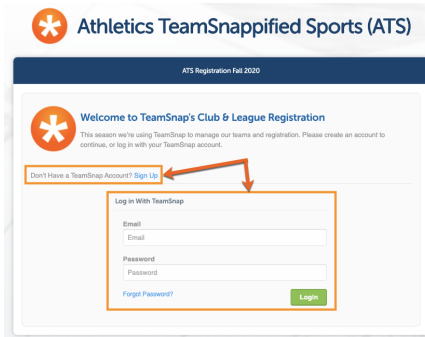 Athletics TeamSnappified Sports (ATS)
ATS Registration Fall 2020
Welcome to TeamSnap's Club & League Registration
This season we're using TeamSnap to manage our teams and registration. Please create an account to
continue, or log in with your TeamSnap account.
Don't Have a TeamSnap Account? Sign Up
Log in With TeamSnap
Email
Email
Password
Password
Forgot Password?
Login